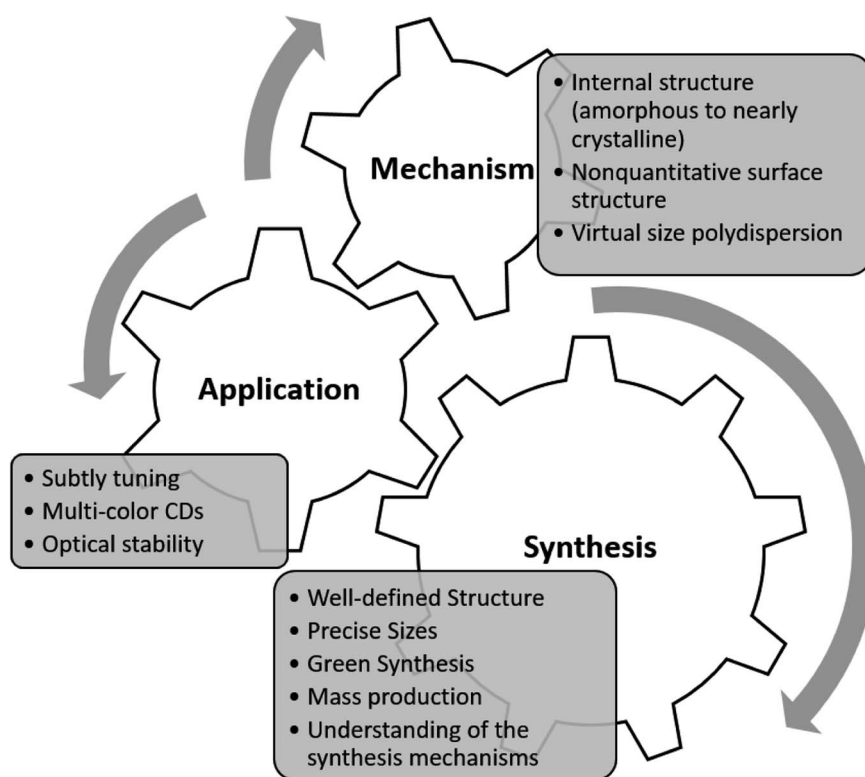 Mechanism
• Internal structure
(amorphous to nearly
crystalline)
• Nonquantitative surface
structure
• Virtual size polydispersion
Application
• Subtly tuning
• Multi-color CDs
• Optical stability
Synthesis
• Well-defined Structure
• Precise Sizes
• Green Synthesis
• Mass production
• Understanding of the
synthesis mechanisms